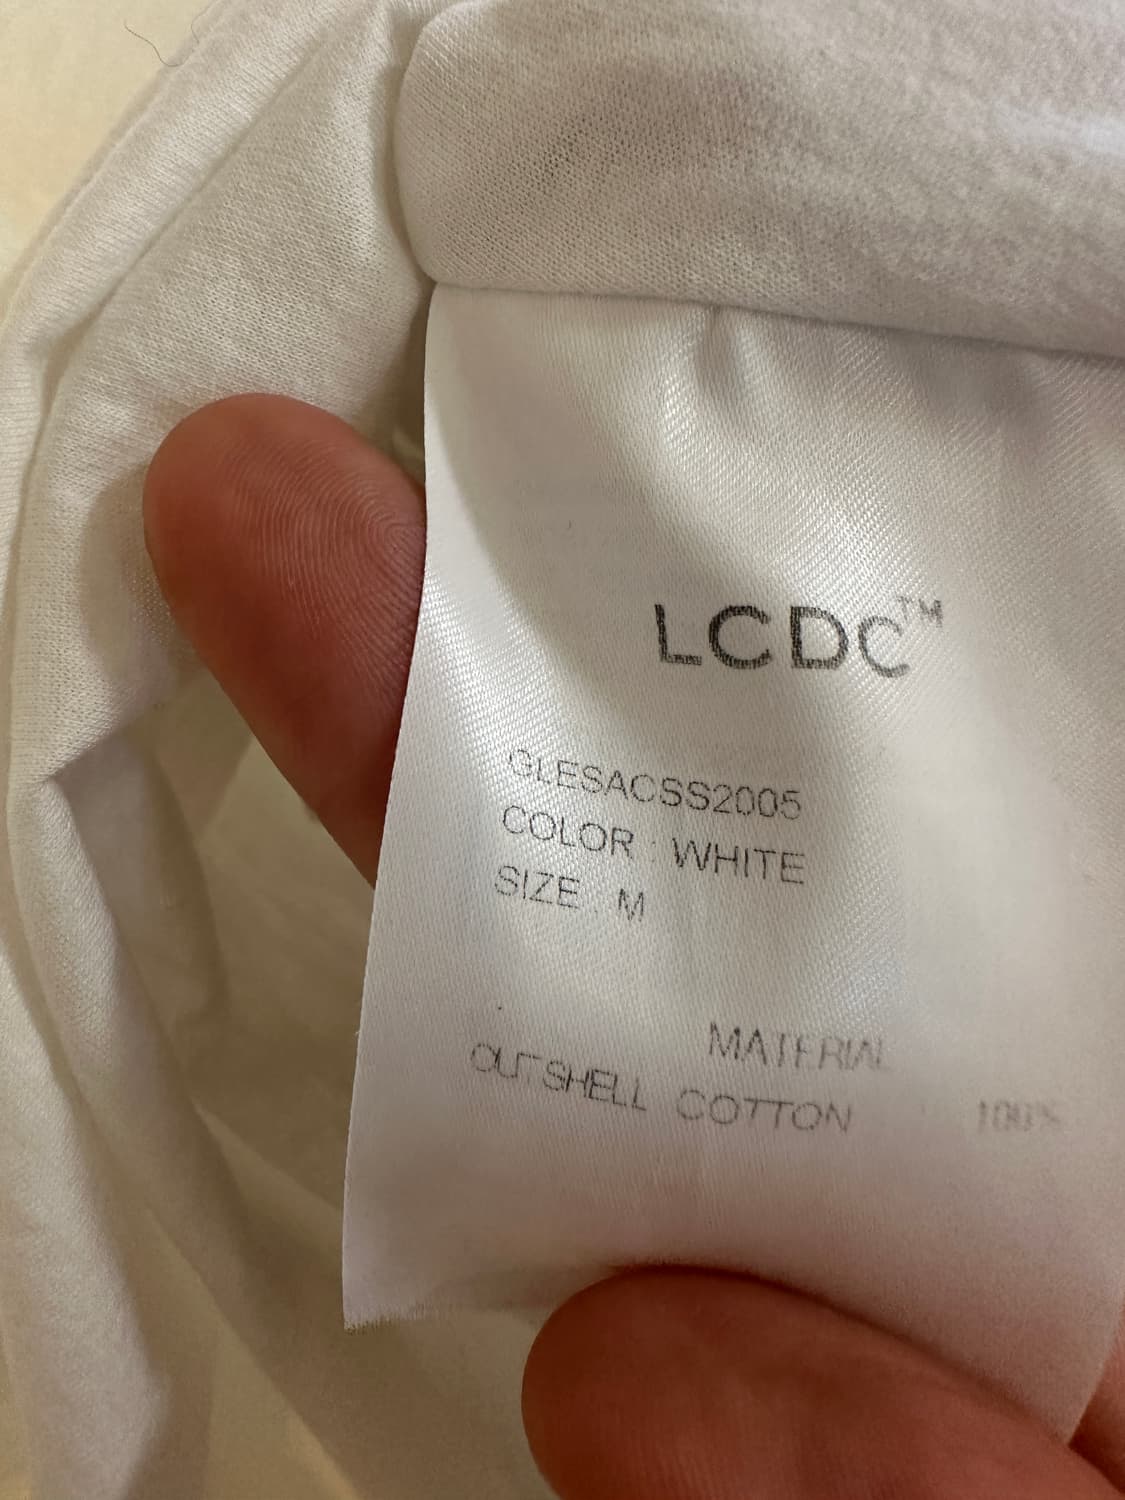 LCDC™
GLESACSS2005
COLOR : WHITE
SIZE : M
MATERIAL
OUTSHELL COTTON 100%